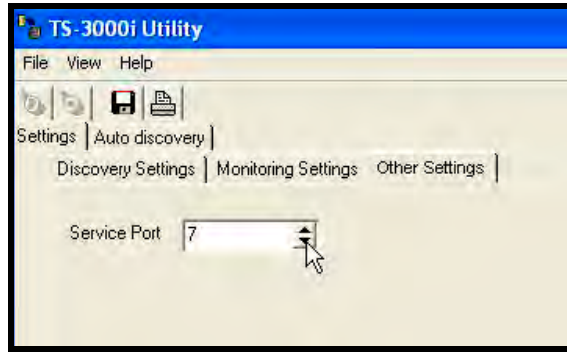 TS-3000i Utility
File View Help
Settings Auto discovery
Discovery Settings Monitoring Settings Other Settings
Service Port 7